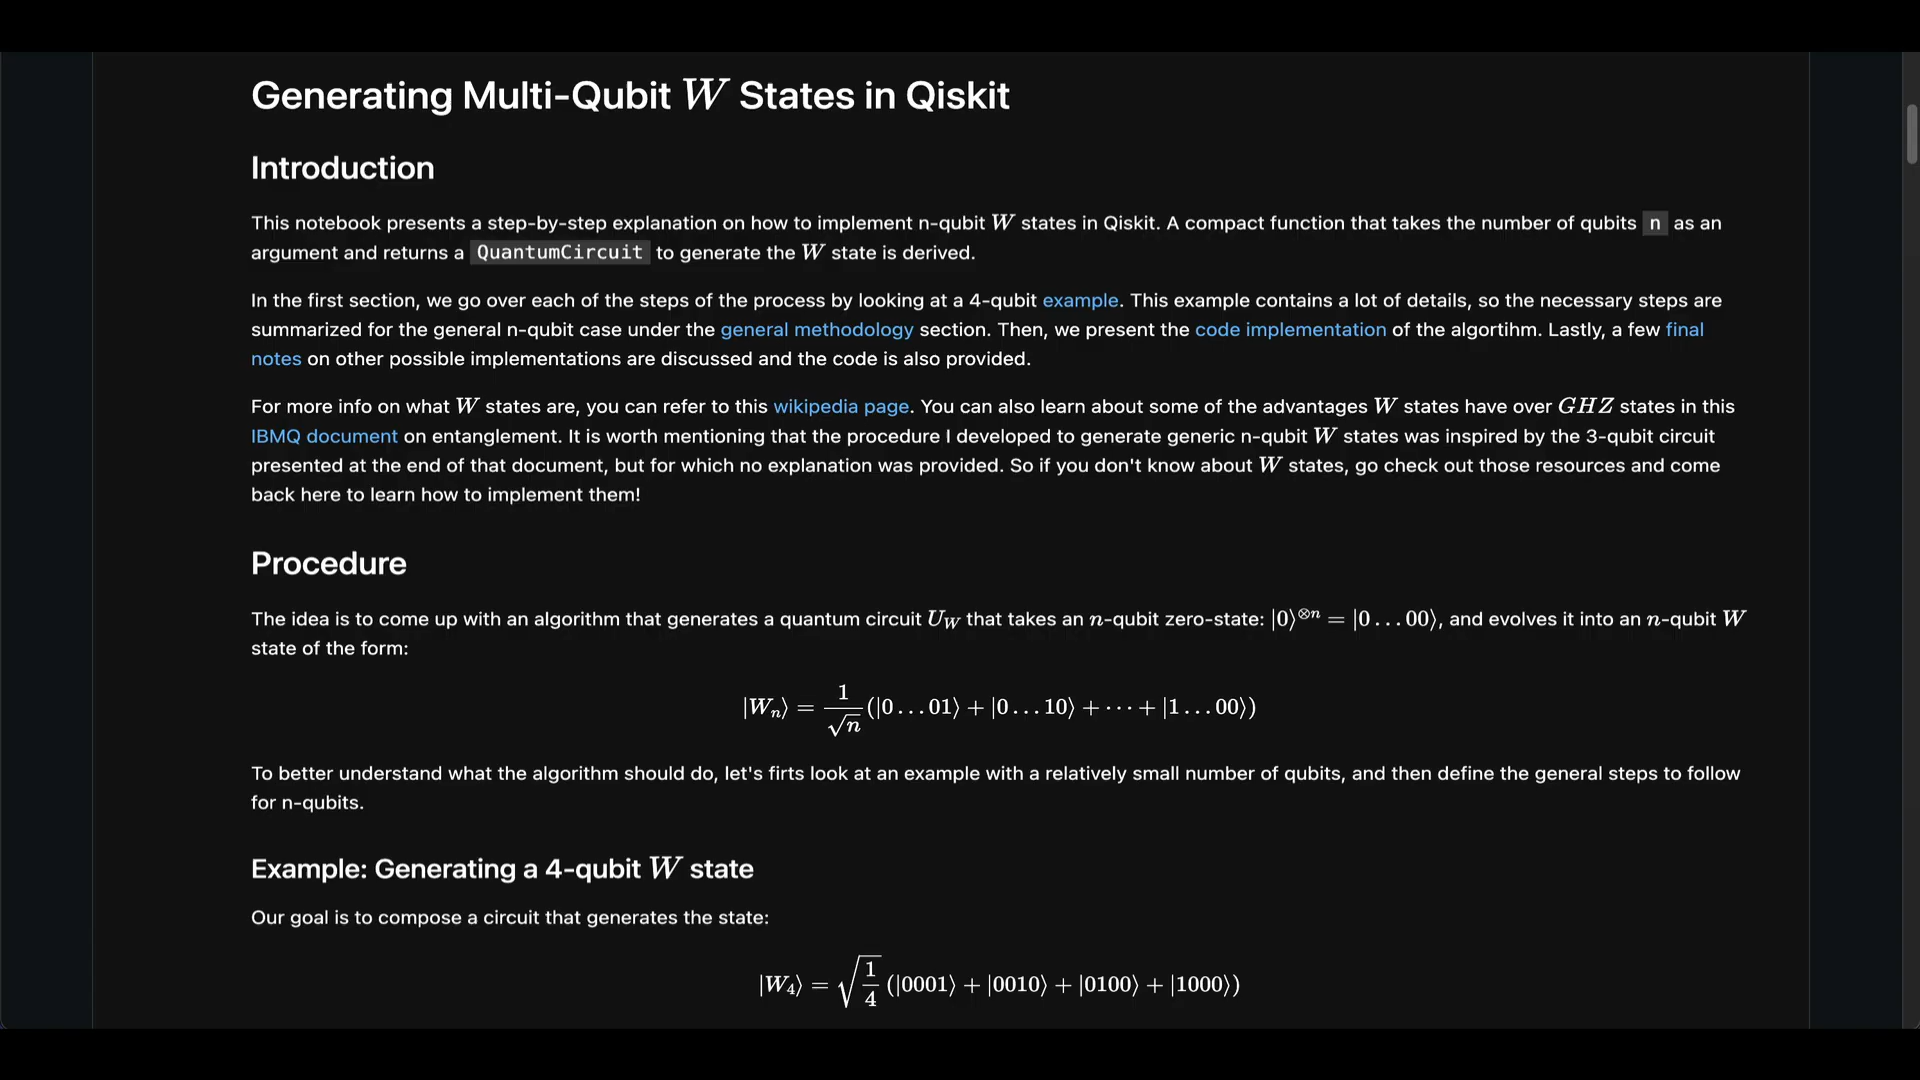 Generating Multi-Qubit W States in Qiskit
Introduction
This notebook presents a step-by-step explanation on how to implement n-qubit W states in Qiskit. A compact function that takes the number of qubits n as an
argument and returns a QuantumCircuit to generate the W state is derived.
In the first section, we go over each of the steps of the process by looking at a 4-qubit example. This example contains a lot of details, so the necessary steps are
summarized for the general n-qubit case under the general methodology section. Then, we present the code implementation of the algortihm. Lastly, a few final
notes on other possible implementations are discussed and the code is also provided.
For more info on what W states are, you can refer to this wikipedia page. You can also learn about some of the advantages W states have over GHZ states in this
IBMQ document on entanglement. It is worth mentioning that the procedure I developed to generate generic n-qubit W states was inspired by the 3-qubit circuit
presented at the end of that document, but for which no explanation was provided. So if you don't know about W states, go check out those resources and come
back here to learn how to implement them!
Procedure
The idea is to come up with an algorithm that generates a quantum circuit U_W that takes an n-qubit zero-state: |0⟩^{⊗n} = |0…00⟩, and evolves it into an n-qubit W
state of the form:
|W_n⟩ = \frac{1}{\sqrt{n}}(|0…01⟩ + |0…10⟩ + ⋯ + |1…00⟩)
To better understand what the algorithm should do, let's firts look at an example with a relatively small number of qubits, and then define the general steps to follow
for n-qubits.
Example: Generating a 4-qubit W state
Our goal is to compose a circuit that generates the state:
|W_4⟩ = \sqrt{\frac{1}{4}} (|0001⟩ + |0010⟩ + |0100⟩ + |1000⟩)